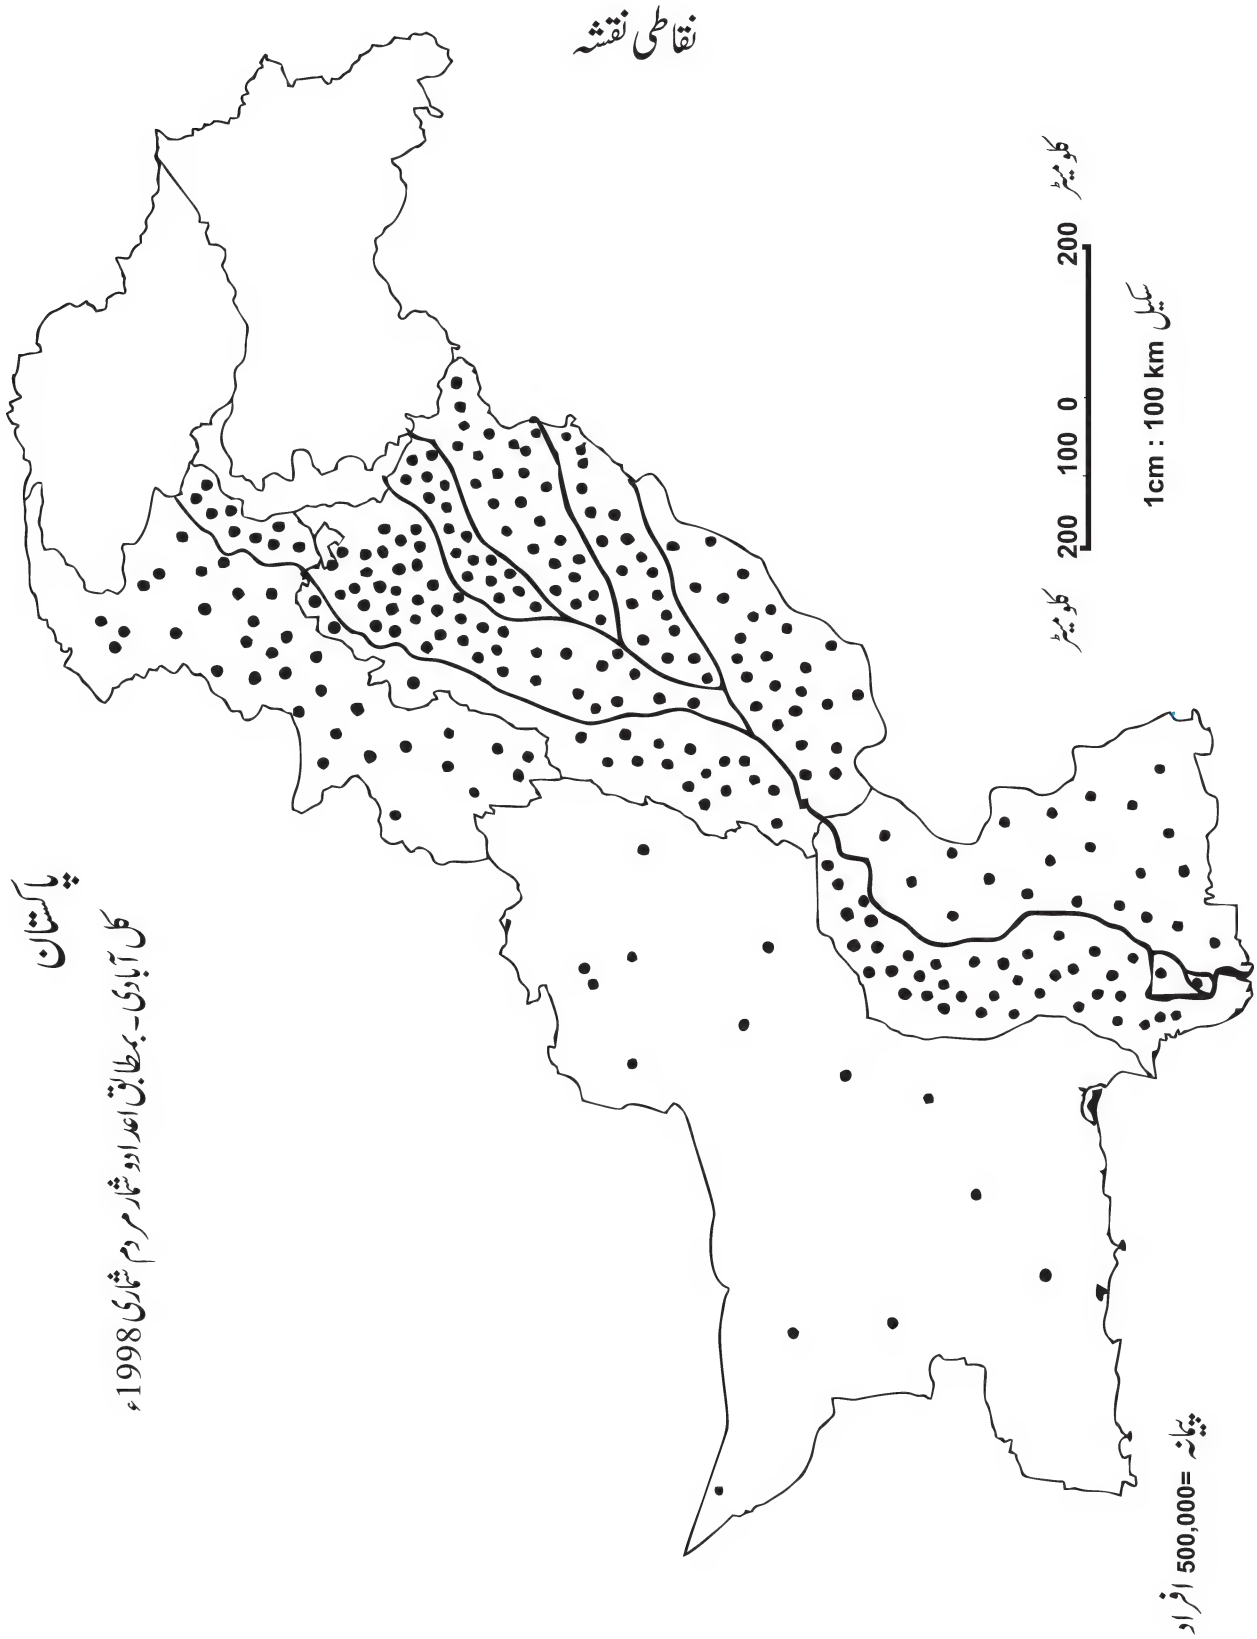 نقاطی نقشہ
پاکستان
کل آبادی۔ بمطابق اعداد و شمار مردم شماری 1998ء
کلومیٹر 200 0 100 200 کلومیٹر
سکیل 1cm : 100 km
پیمانہ =500,000 افراد